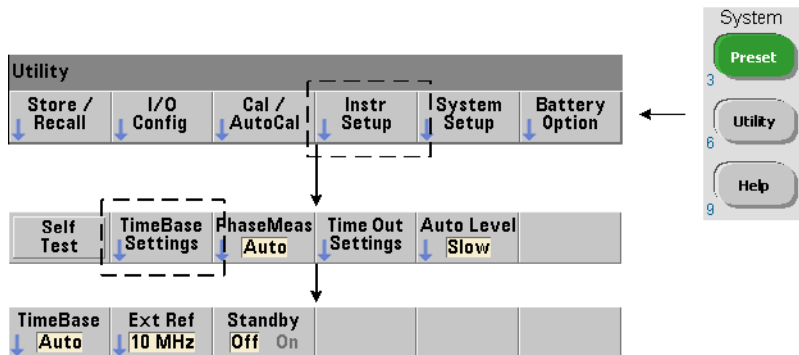 System
Preset
3
Utility
6
Help
9
Utility
Store / Recall
I/O Config
Cal / AutoCal
Instr Setup
System Setup
Battery Option
Self Test
TimeBase Settings
PhaseMeas Auto
Time Out Settings
Auto Level Slow
TimeBase Auto
Ext Ref 10 MHz
Standby Off On